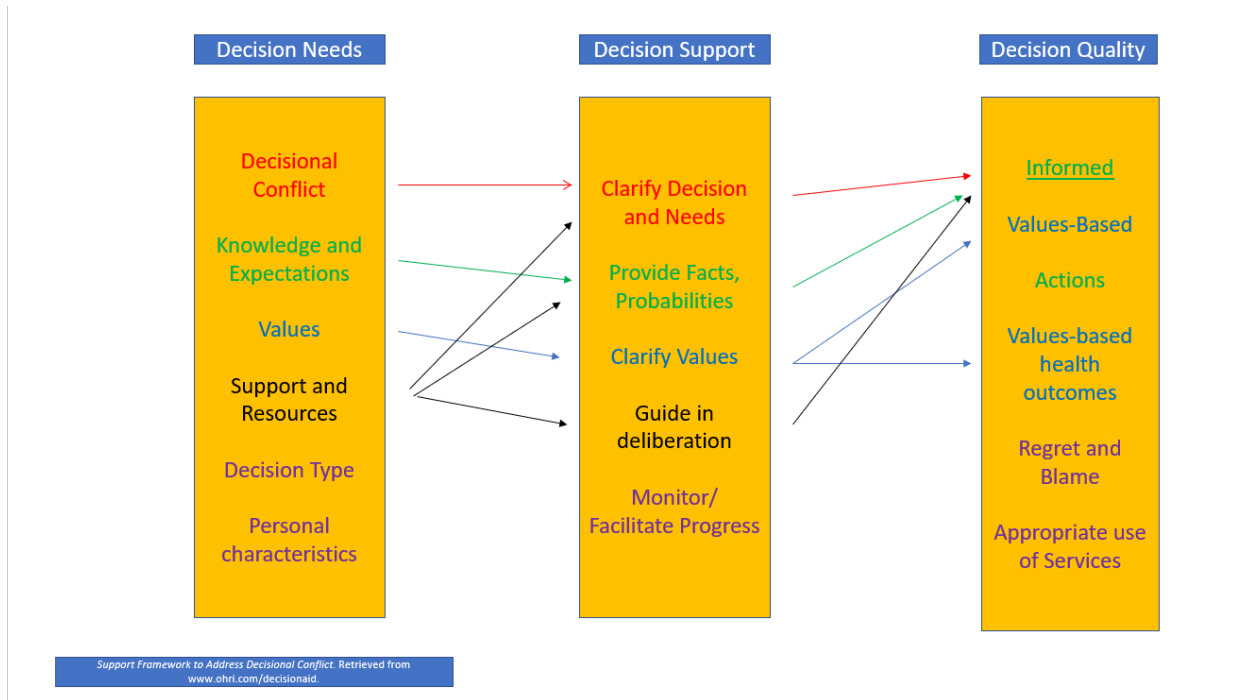 Decision Needs
Decision Support
Decision Quality
Decisional
Conflict
Knowledge and
Expectations
Values
Support and
Resources
Decision Type
Personal
characteristics
Clarify Decision
and Needs
Provide Facts,
Probabilities
Clarify Values
Guide in
deliberation
Monitor/
Facilitate Progress
Informed
Values-Based
Actions
Values-based
health
outcomes
Regret and
Blame
Appropriate use
of Services
Support Framework to Address Decisional Conflict. Retrieved from
www.ohri.com/decisionaid.